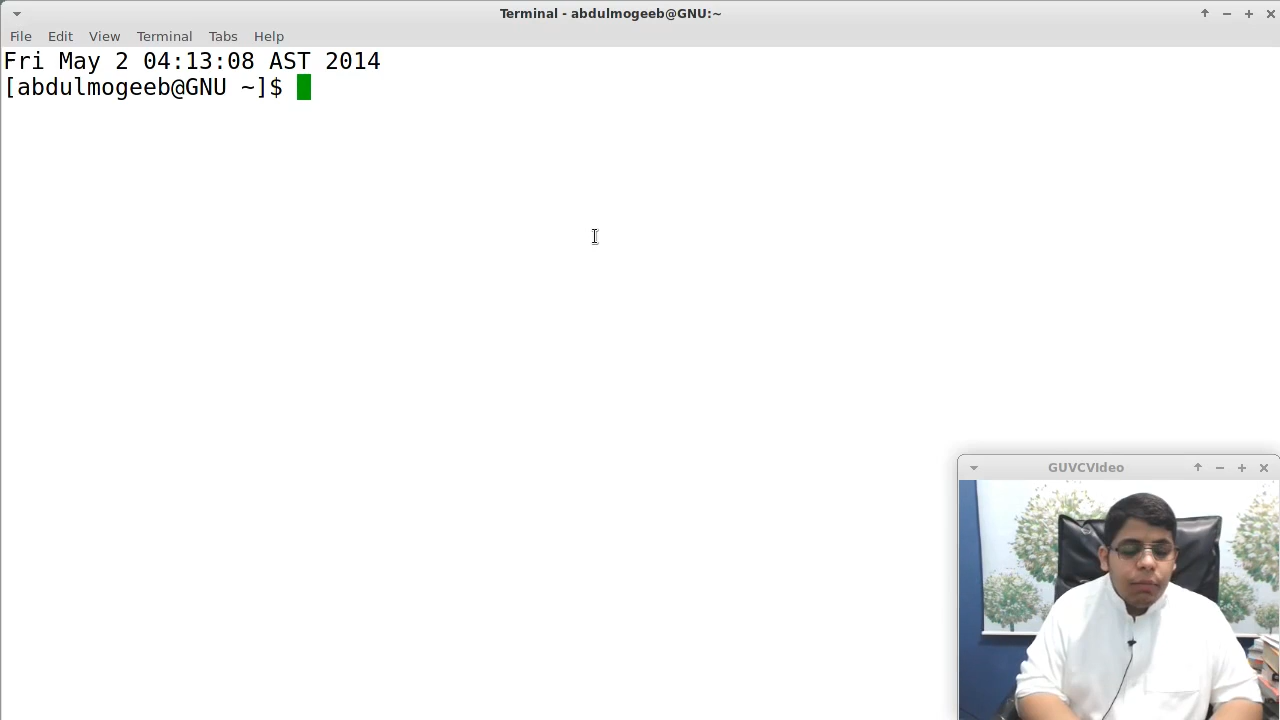 Terminal - abdulmogeeb@GNU:~
File Edit View Terminal Tabs Help
Fri May 2 04:13:08 AST 2014
[abdulmogeeb@GNU ~]$
GUVCVideo